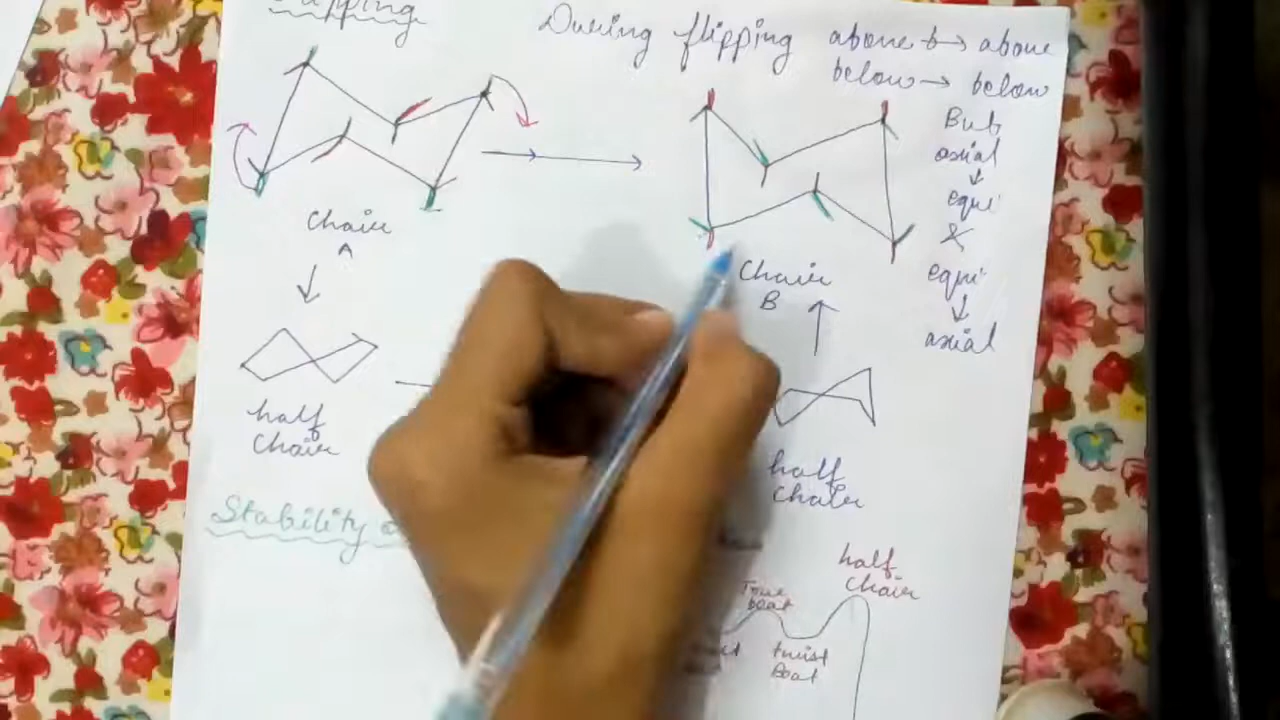 flipping
During flipping above → above
below → below
But
axial
↓
equi
&
equi
↓
axial
Chair
A
Chair
B
half
Chair
half
Chair
Stability
half
Chair
True
boat
twist
Boat